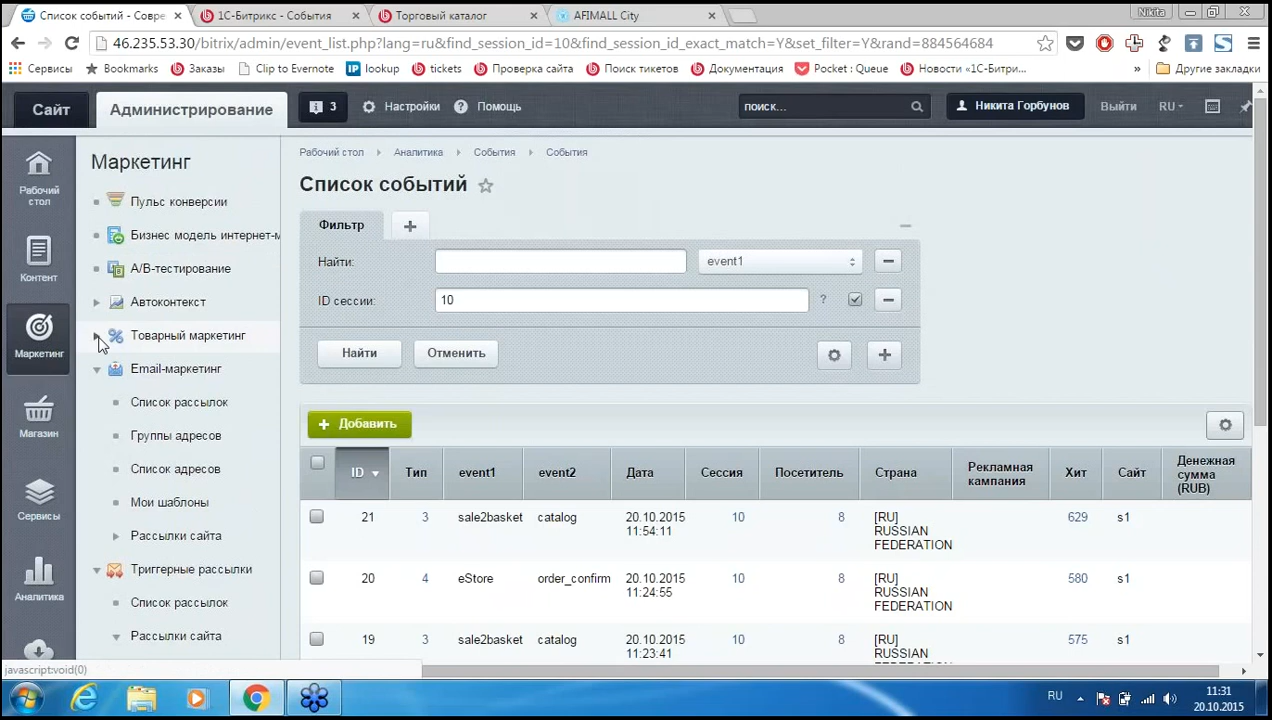 Список событий - Совре
1С-Битрикс - События
Торговый каталог
AFIMALL City
Nikita
46.235.53.30/bitrix/admin/event_list.php?lang=ru&find_session_id=10&find_session_id_exact_match=Y&set_filter=Y&rand=884564684
Сервисы
Bookmarks
Заказы
Clip to Evernote
IP lookup
tickets
Проверка сайта
Поиск тикетов
Документация
Pocket : Queue
Новости «1С-Битри...
»
Другие закладки
Сайт
Администрирование
3
Настройки
Помощь
поиск...
Никита Горбунов
Выйти
RU
Рабочий стол
Контент
Маркетинг
Магазин
Сервисы
Аналитика
Маркетинг
Пульс конверсии
Бизнес модель интернет-м
A/B-тестирование
Автоконтекст
Товарный маркетинг
Email-маркетинг
Список рассылок
Группы адресов
Список адресов
Мои шаблоны
Рассылки сайта
Триггерные рассылки
Список рассылок
Рассылки сайта
Рабочий стол
Аналитика
События
События
Список событий
Фильтр
Найти:
event1
ID сессии:
10
?
Найти
Отменить
Добавить
ID Тип event1 event2 Дата Сессия Посетитель Страна Рекламная кампания Хит Сайт Денежная сумма (RUB)
21 3 sale2basket catalog 20.10.2015 11:54:11 10 8 [RU] RUSSIAN FEDERATION 629 s1
20 4 eStore order_confirm 20.10.2015 11:24:55 10 8 [RU] RUSSIAN FEDERATION 580 s1
19 3 sale2basket catalog 20.10.2015 11:23:41 10 8 [RU] RUSSIAN FEDERATION 575 s1
javascript:void(0)
RU
11:31
20.10.2015